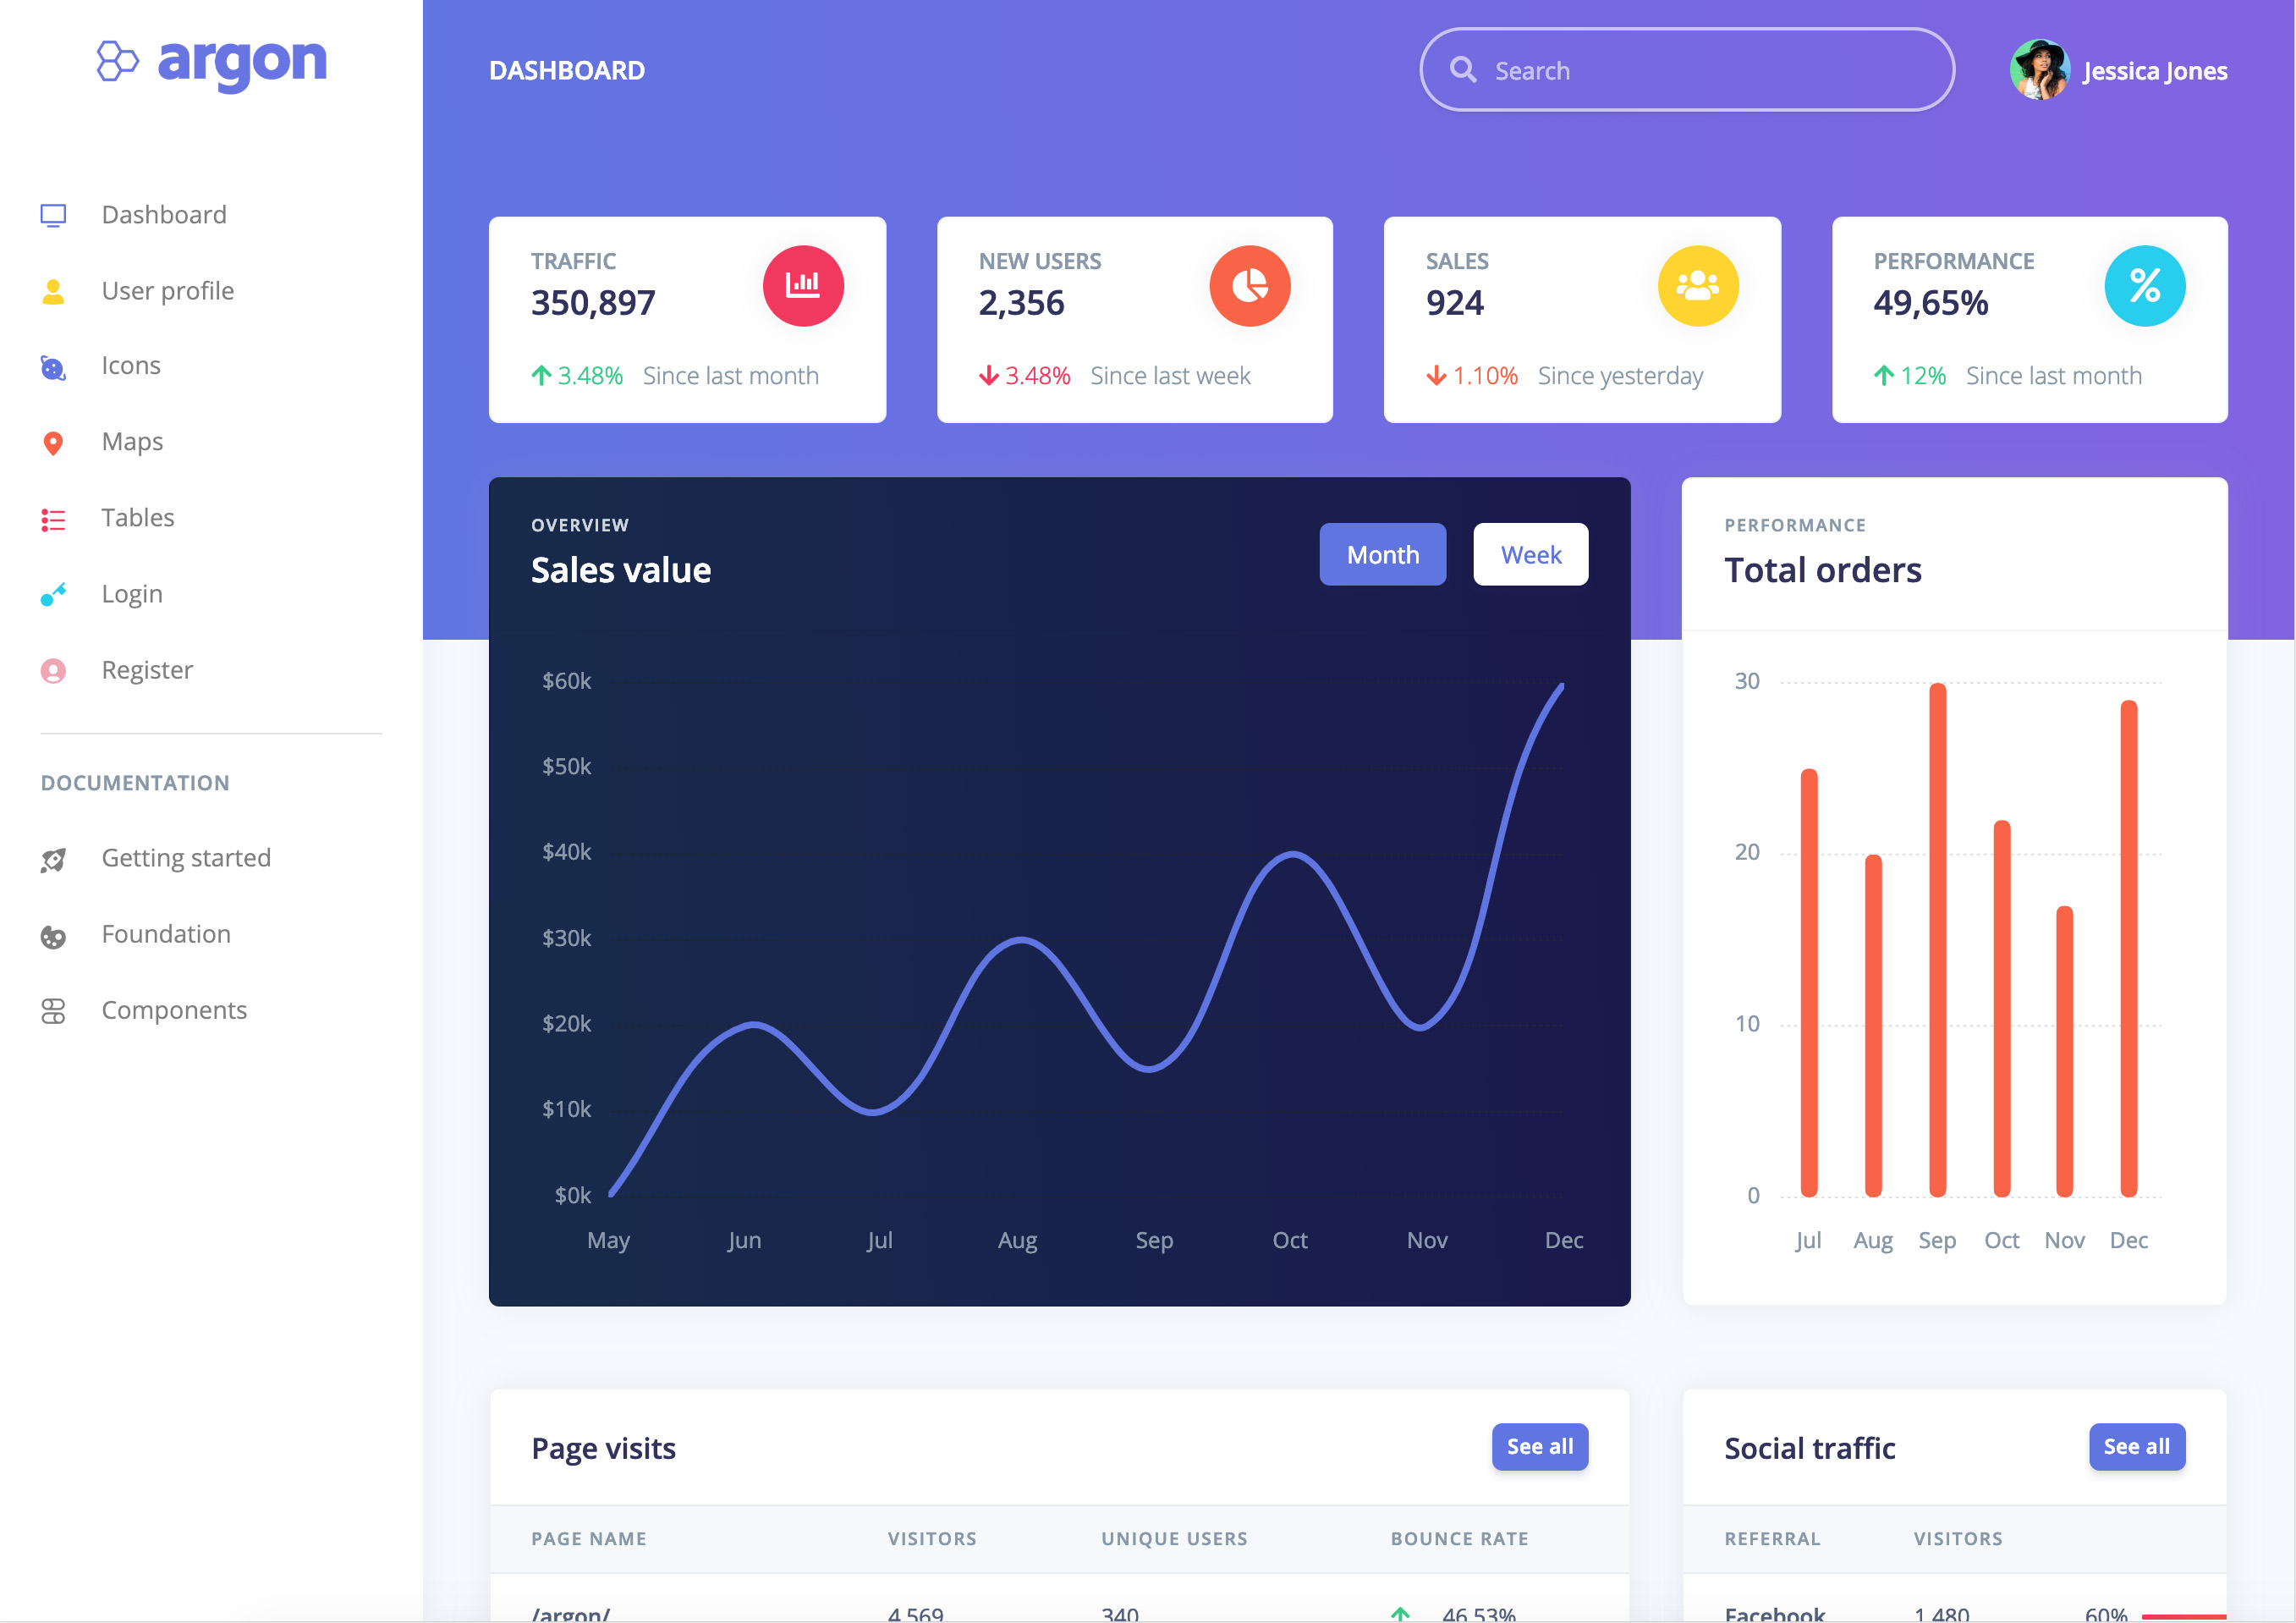 argon
DASHBOARD
Search
Jessica Jones
Dashboard
User profile
Icons
Maps
Tables
Login
Register
DOCUMENTATION
Getting started
Foundation
Components
TRAFFIC
350,897
3.48% Since last month
NEW USERS
2,356
3.48% Since last week
SALES
924
1.10% Since yesterday
PERFORMANCE
49,65%
12% Since last month
OVERVIEW
Sales value
Month
Week
$60k
$50k
$40k
$30k
$20k
$10k
$0k
May Jun Jul Aug Sep Oct Nov Dec
PERFORMANCE
Total orders
30
20
10
0
Jul Aug Sep Oct Nov Dec
Page visits
See all
PAGE NAME VISITORS UNIQUE USERS BOUNCE RATE
/argon/ 4,569 340 46,53%
Social traffic
See all
REFERRAL VISITORS
Facebook 1,480 60%